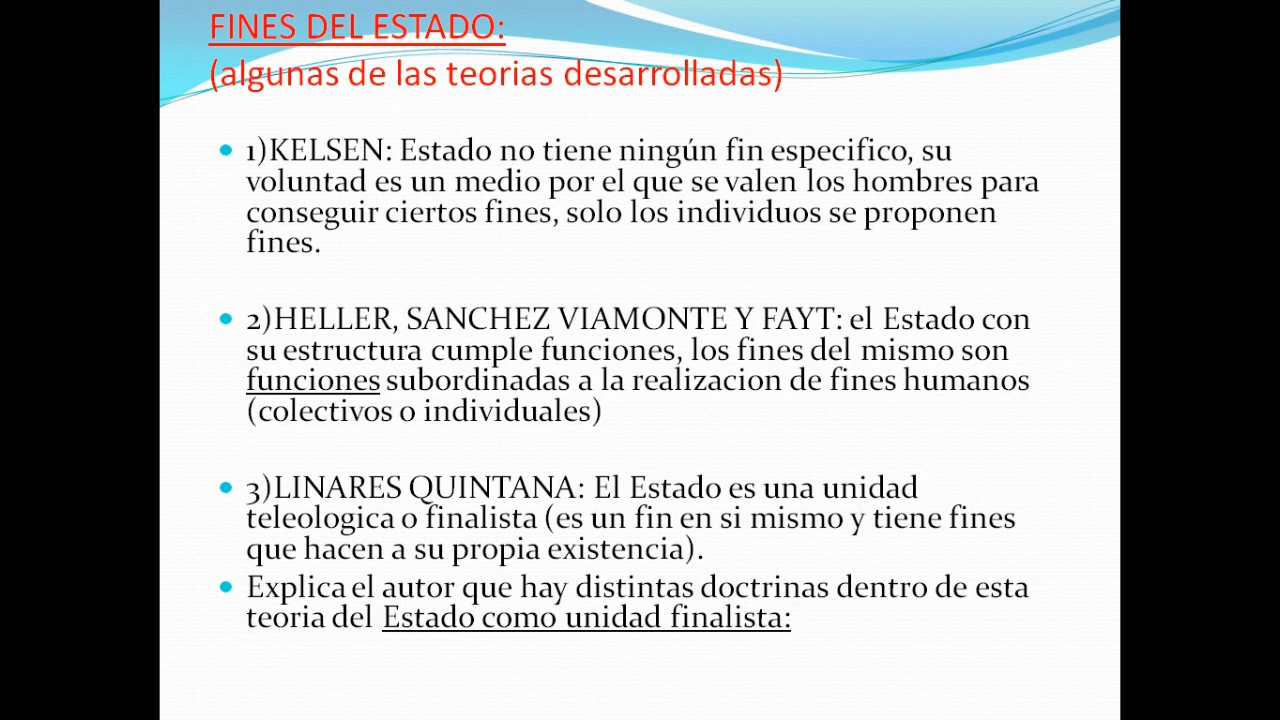 FINES DEL ESTADO:
(algunas de las teorias desarrolladas)
1)KELSEN: Estado no tiene ningún fin especifico, su
voluntad es un medio por el que se valen los hombres para
conseguir ciertos fines, solo los individuos se proponen
fines.
2)HELLER, SANCHEZ VIAMONTE Y FAYT: el Estado con
su estructura cumple funciones, los fines del mismo son
funciones subordinadas a la realizacion de fines humanos
(colectivos o individuales)
3)LINARES QUINTANA: El Estado es una unidad
teleologica o finalista (es un fin en si mismo y tiene fines
que hacen a su propia existencia).
Explica el autor que hay distintas doctrinas dentro de esta
teoria del Estado como unidad finalista: